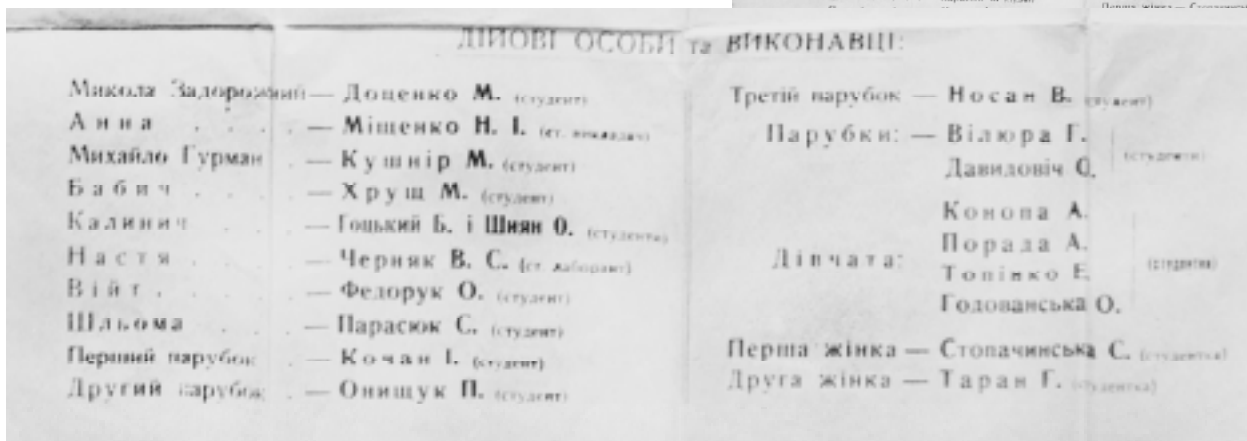 ДІЙОВІ ОСОБИ та ВИКОНАВЦІ:
Микола Задорожний — Доценко М. (студент)
Анна . . . . — Міщенко Н. І. (ст. викладач)
Михайло Гурман . — Кушнір М. (студент)
Бабич . . . . — Хруш М. (студент)
Калинич . . . — Гоцький Б. і Шиян О. (студенти)
Настя . . . . — Черняк В. С. (ст. лаборант)
Війт . . . . — Федорук О. (студент)
Шльома . . . — Парасюк С. (студент)
Перший парубок . — Кочан І. (студент)
Другий парубок . — Онищук П. (студент)
Третій парубок — Носан В. (студент)
Парубки: — Вілюра Г.
Давидовіч О. (студенти)
Конопа А.
Порада А.
Дівчата: (студентки)
Топінко Е.
Годованська О.
Перша жінка — Стопачинська С. (студентка)
Друга жінка — Таран Г. (студентка)